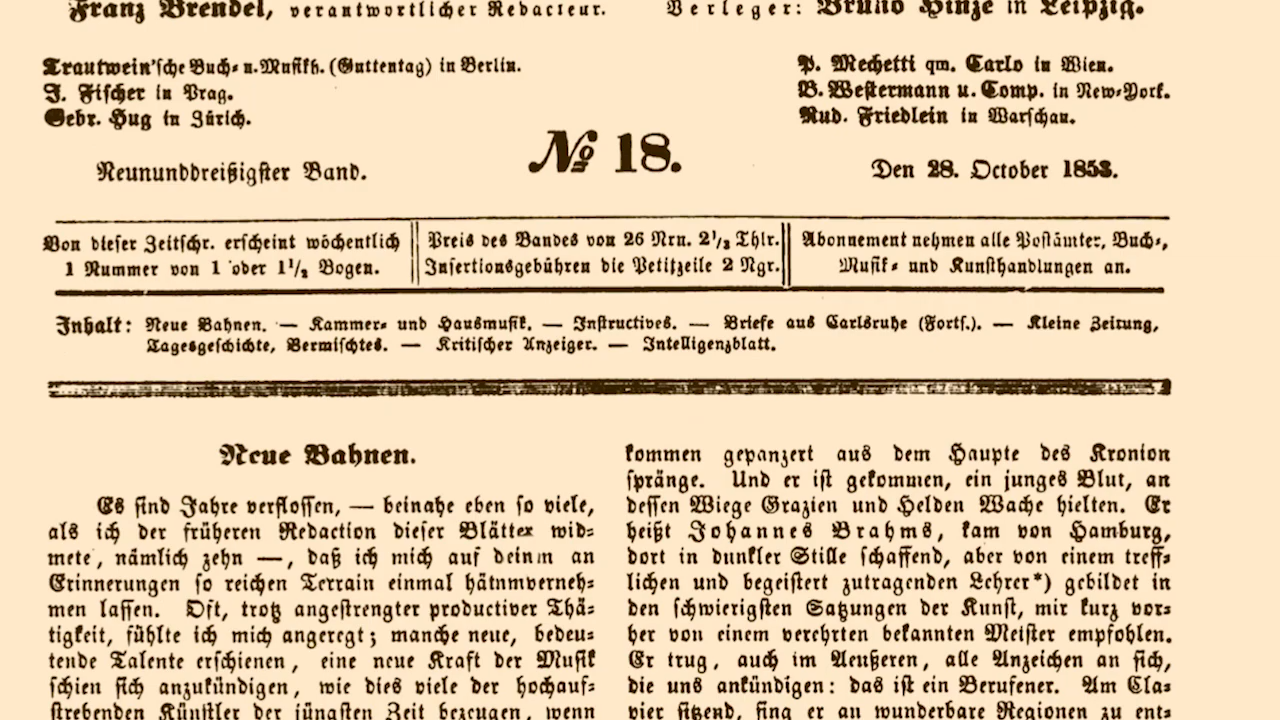 Franz Brendel, verantwortlicher Redacteur.
Verleger: Bruno Hinze in Leipzig.
Trautwein'sche Buch- u. Musikh. (Guttentag) in Berlin.
J. Fischer in Prag.
Gebr. Hug in Zürich.
P. Mechetti qm. Carlo in Wien.
B. Westermann u. Comp. in New-York.
Rud. Friedlein in Warschau.
№ 18.
Neununddreißigster Band.
Den 28. October 1853.
Von dieser Zeitschr. erscheint wöchentlich
1 Nummer von 1 oder 1½ Bogen.
Preis des Bandes von 26 Nrn. 2⅓ Thlr.
Insertionsgebühren die Petitzeile 2 Ngr.
Abonnement nehmen alle Postämter, Buch-,
Musik- und Kunsthandlungen an.
Inhalt: Neue Bahnen. — Kammer- und Hausmusik. — Instructives. — Briefe aus Carlsruhe (Forts.). — Kleine Zeitung,
Tagesgeschichte, Vermischtes. — Kritischer Anzeiger. — Intelligenzblatt.
Neue Bahnen.
Es sind Jahre verflossen, — beinahe eben so viele,
als ich der früheren Redaction dieser Blätter wid-
mete, nämlich zehn —, daß ich mich auf an
Erinnerungen so reichen Terrain einmal
men lassen. Oft, trotz angestrengter productiver Thä-
tigkeit, fühlte ich mich angeregt; manche neue, bedeu-
tende Talente erschienen, eine neue Kraft der Musik
schien sich anzukündigen, wie dies viele der hochauf-
strebenden Künstler der jüngsten Zeit bezeugen, wenn
kommen gepanzert aus dem Haupte des Kronion
spränge. Und er ist gekommen, ein junges Blut, an
dessen Wiege Grazien und Helden Wache hielten. Er
heißt Johannes Brahms, kam von Hamburg,
dort in dunkler Stille schaffend, aber von einem treff-
lichen und begeistert zutragenden Lehrer*) gebildet in
den schwierigsten Satzungen der Kunst, mir kurz vor-
her von einem verehrten bekannten Meister empfohlen.
Er trug, auch im Aeußeren, alle Anzeichen an sich,
die uns ankündigen: das ist ein Berufener. Am Cla-
vier sitzend, fing er an wunderbare Regionen zu ent-